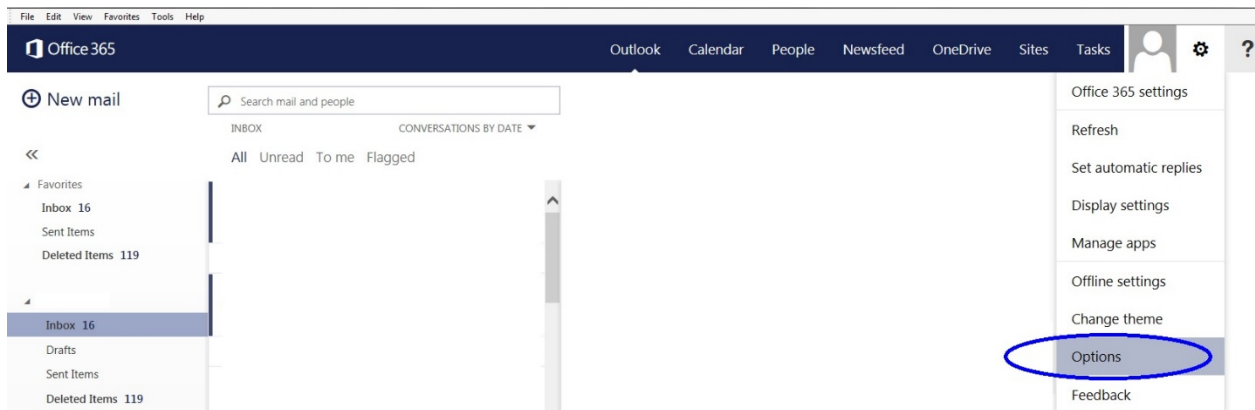 File Edit View Favorites Tools Help
Office 365
Outlook Calendar People Newsfeed OneDrive Sites Tasks ?
New mail
Search mail and people
INBOX CONVERSATIONS BY DATE
All Unread To me Flagged
Favorites
Inbox 16
Sent Items
Deleted Items 119
Inbox 16
Drafts
Sent Items
Deleted Items 119
Office 365 settings
Refresh
Set automatic replies
Display settings
Manage apps
Offline settings
Change theme
Options
Feedback